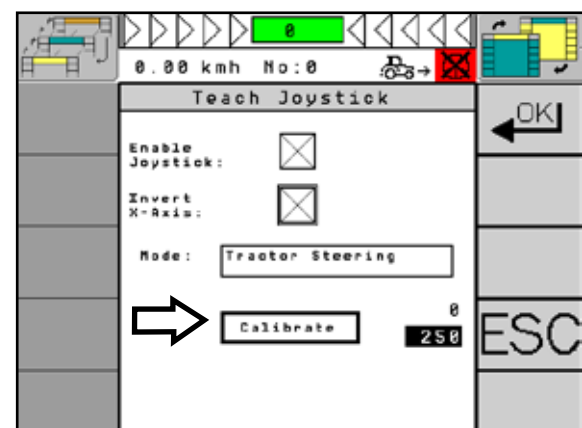 0
0.00 kmh No:0
Teach Joystick
OK
Enable
Joystick:
Invert
X-Axis:
Mode: Tractor Steering
0
Calibrate
250
ESC